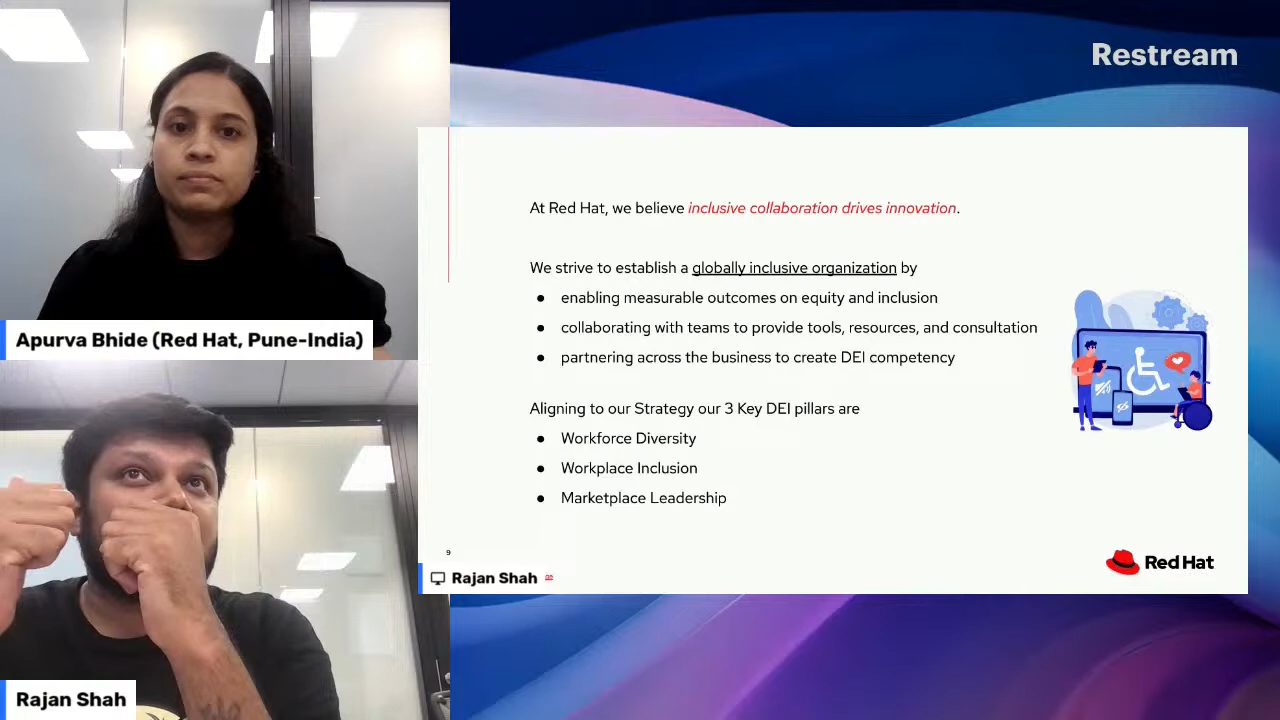 Restream
At Red Hat, we believe inclusive collaboration drives innovation.
We strive to establish a globally inclusive organization by
● enabling measurable outcomes on equity and inclusion
● collaborating with teams to provide tools, resources, and consultation
● partnering across the business to create DEI competency
Aligning to our Strategy our 3 Key DEI pillars are
● Workforce Diversity
● Workplace Inclusion
● Marketplace Leadership
9
Red Hat
Rajan Shah
Apurva Bhide (Red Hat, Pune-India)
Rajan Shah